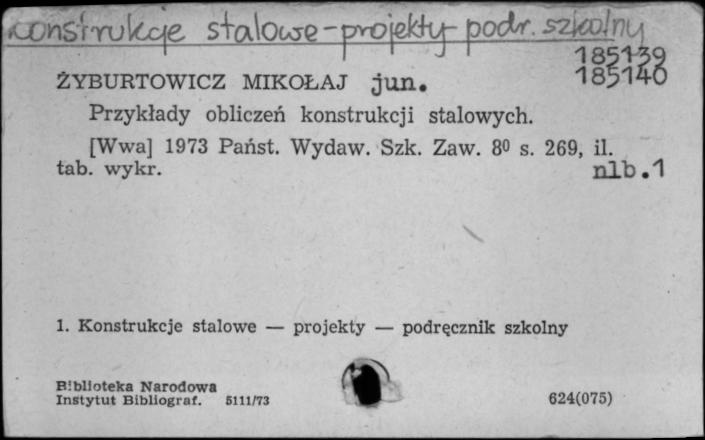 Konstrukcje stalowe - projekty - podr. szkolny
185139
185140
ŻYBURTOWICZ MIKOŁAJ jun.
Przykłady obliczeń konstrukcji stalowych.
[Wwa] 1973 Państ. Wydaw. Szk. Zaw. 8⁰ s. 269, il.
tab. wykr. nlb.1
1. Konstrukcje stalowe — projekty — podręcznik szkolny
Biblioteka Narodowa
Instytut Bibliograf. 5111/73
624(075)